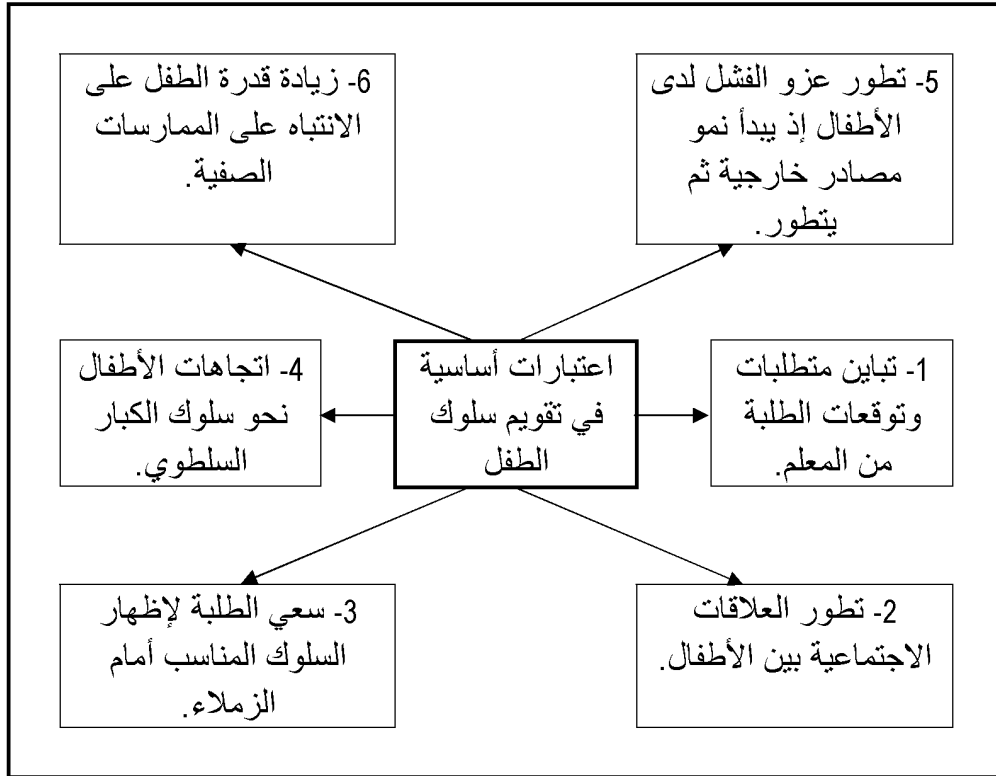 5- تطور عزو الفشل لدى
الأطفال إذ يبدأ نمو
مصادر خارجية ثم
يتطور.
6- زيادة قدرة الطفل على
الانتباه على الممارسات
الصفية.
1- تباين متطلبات
وتوقعات الطلبة
من المعلم.
اعتبارات أساسية
في تقويم سلوك
الطفل
4- اتجاهات الأطفال
نحو سلوك الكبار
السلطوي.
2- تطور العلاقات
الاجتماعية بين الأطفال.
3- سعي الطلبة لإظهار
السلوك المناسب أمام
الزملاء.